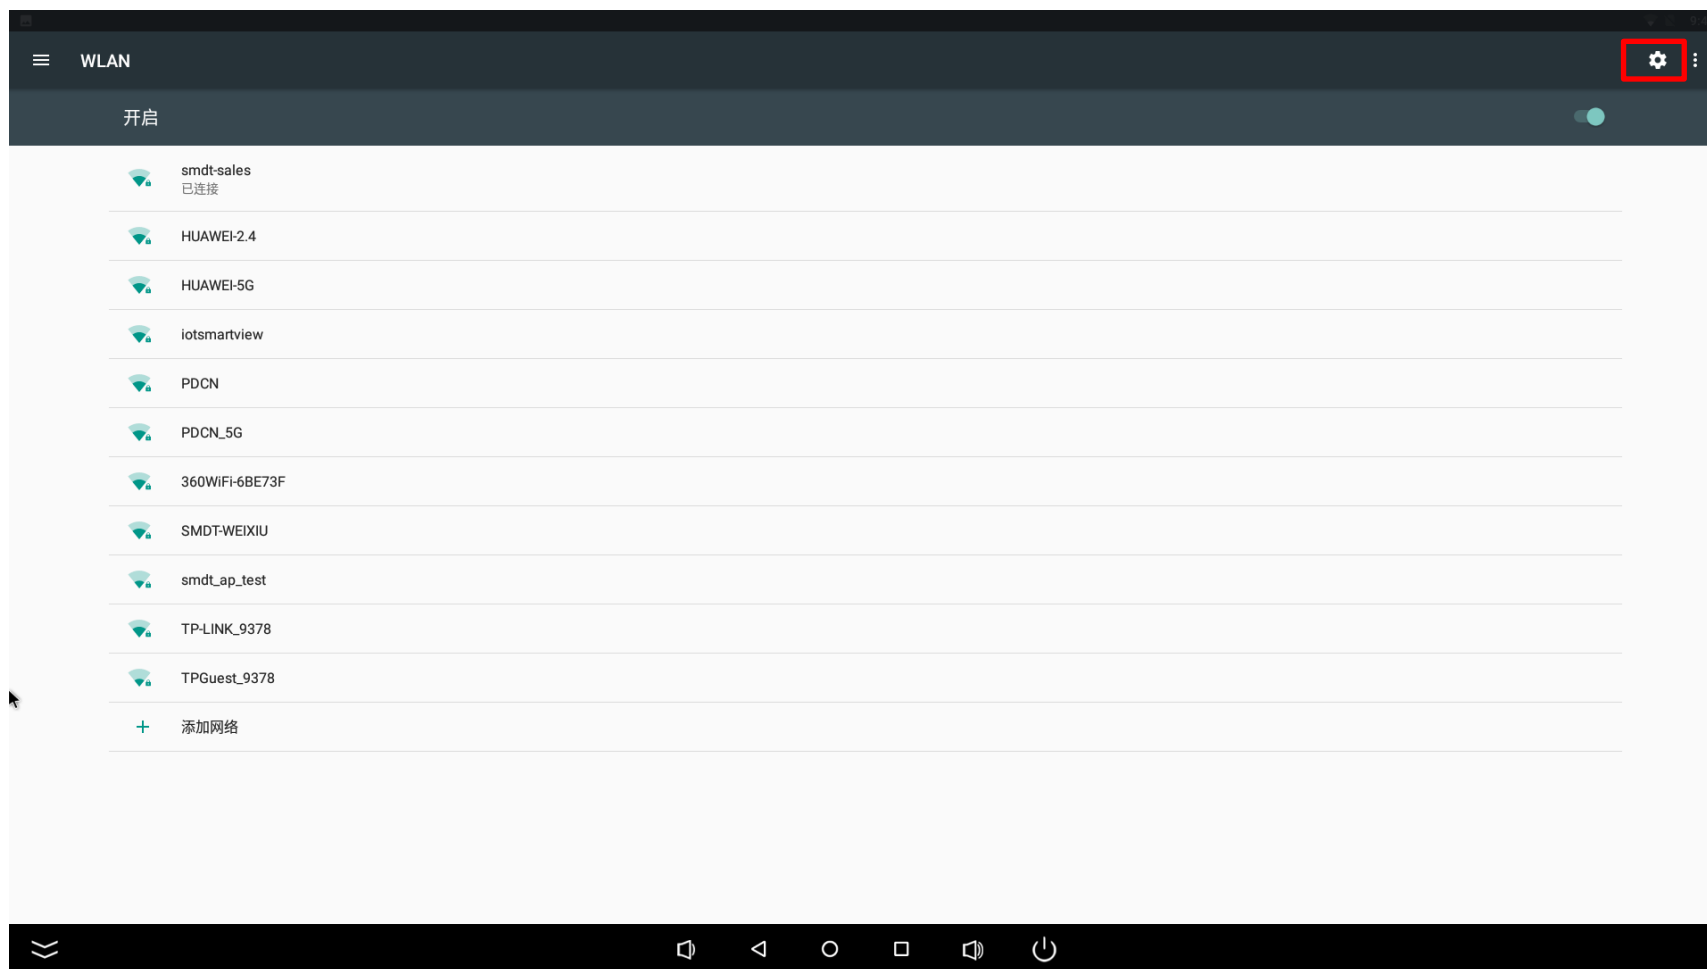 WLAN
开启
smdt-sales
已连接
HUAWEI-2.4
HUAWEI-5G
iotsmartview
PDCN
PDCN_5G
360WiFi-6BE73F
SMDT-WEIXIU
smdt_ap_test
TP-LINK_9378
TPGuest_9378
添加网络